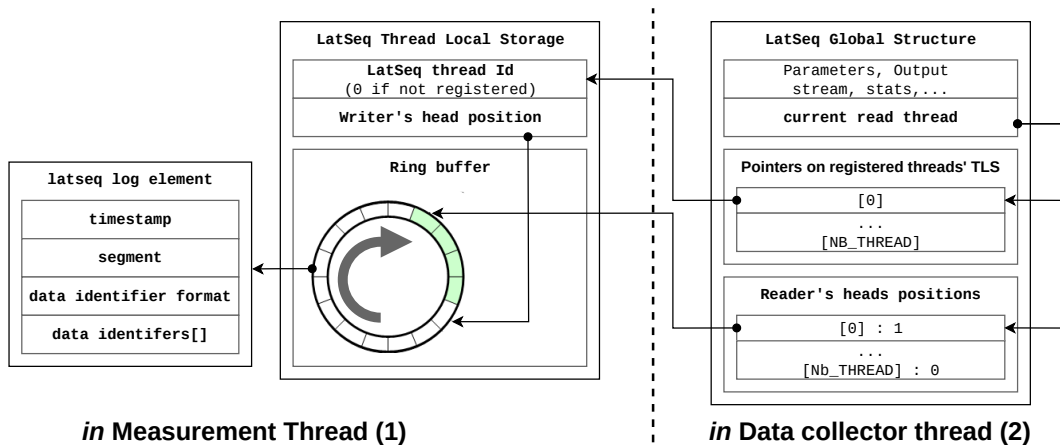 latseq log element
timestamp
segment
data identifier format
data identifers[]
LatSeq Thread Local Storage
LatSeq thread Id
(0 if not registered)
Writer's head position
Ring buffer
in Measurement Thread (1)
LatSeq Global Structure
Parameters, Output
stream, stats,...
current read thread
Pointers on registered threads' TLS
[0]
...
[NB_THREAD]
Reader's heads positions
[0] : 1
...
[Nb_THREAD] : 0
in Data collector thread (2)